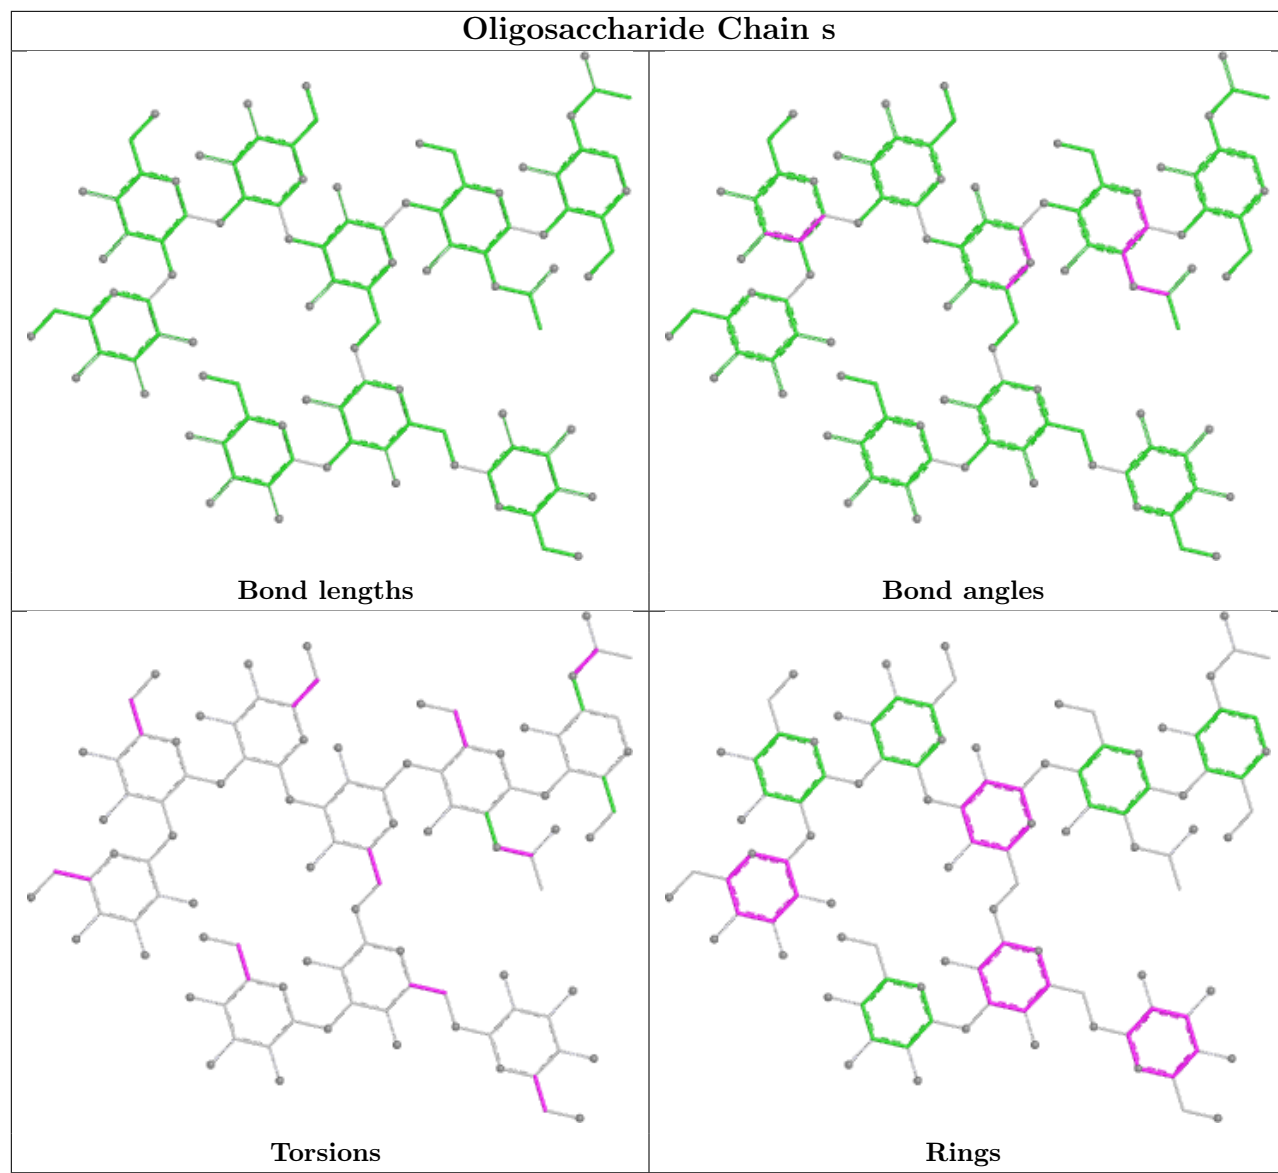 Oligosaccharide Chain s
Bond lengths
Bond angles
Torsions
Rings